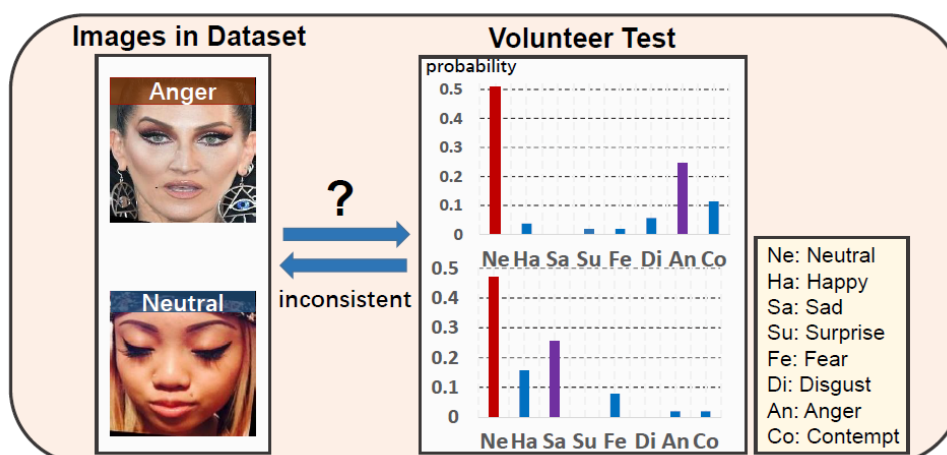 Images in Dataset
Anger
Neutral
?
inconsistent
Volunteer Test
probability
0.5
0.4
0.3
0.2
0.1
0
Ne Ha Sa Su Fe Di An Co
0.5
0.4
0.3
0.2
0.1
0
Ne Ha Sa Su Fe Di An Co
Ne: Neutral
Ha: Happy
Sa: Sad
Su: Surprise
Fe: Fear
Di: Disgust
An: Anger
Co: Contempt